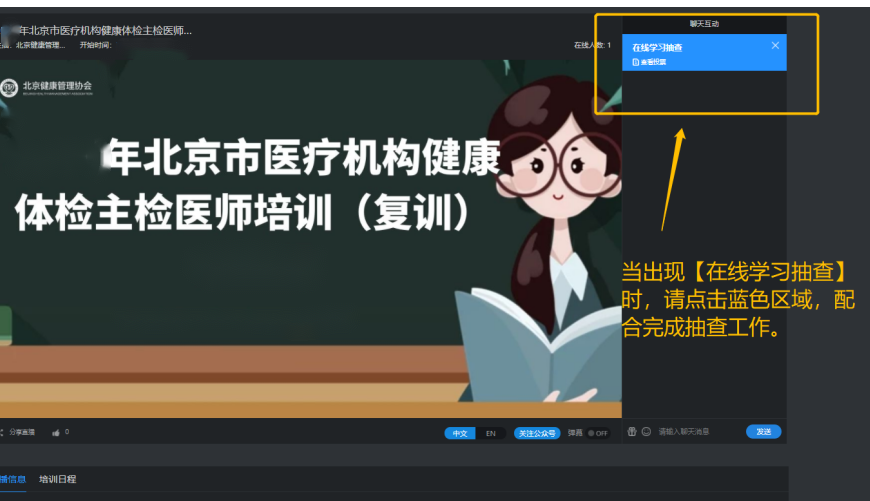 年北京市医疗机构健康体检主检医师...
北京健康管理... 开始时间:
在线人数: 1
聊天互动
在线学习抽查
查看投票
北京健康管理协会
年北京市医疗机构健康
体检主检医师培训（复训）
当出现【在线学习抽查】
时，请点击蓝色区域，配
合完成抽查工作。
分享直播 0
中文 EN 关注公众号 弹幕 OFF
请输入聊天消息 发送
播信息 培训日程